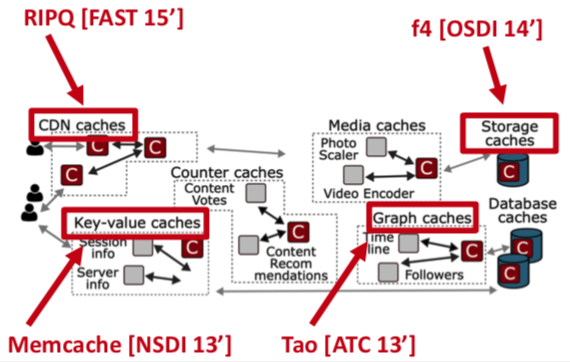 RIPQ [FAST 15’]
f4 [OSDI 14’]
CDN caches
C
C
C
Media caches
Photo
Scaler
C
Video Encoder
Storage
caches
C
Counter caches
Content
Votes
C
Content
Recom
mendations
Key-value caches
Session
info
C
Server
info
Graph caches
Time
line
C
Followers
Database
caches
C
C
Memcache [NSDI 13’]
Tao [ATC 13’]